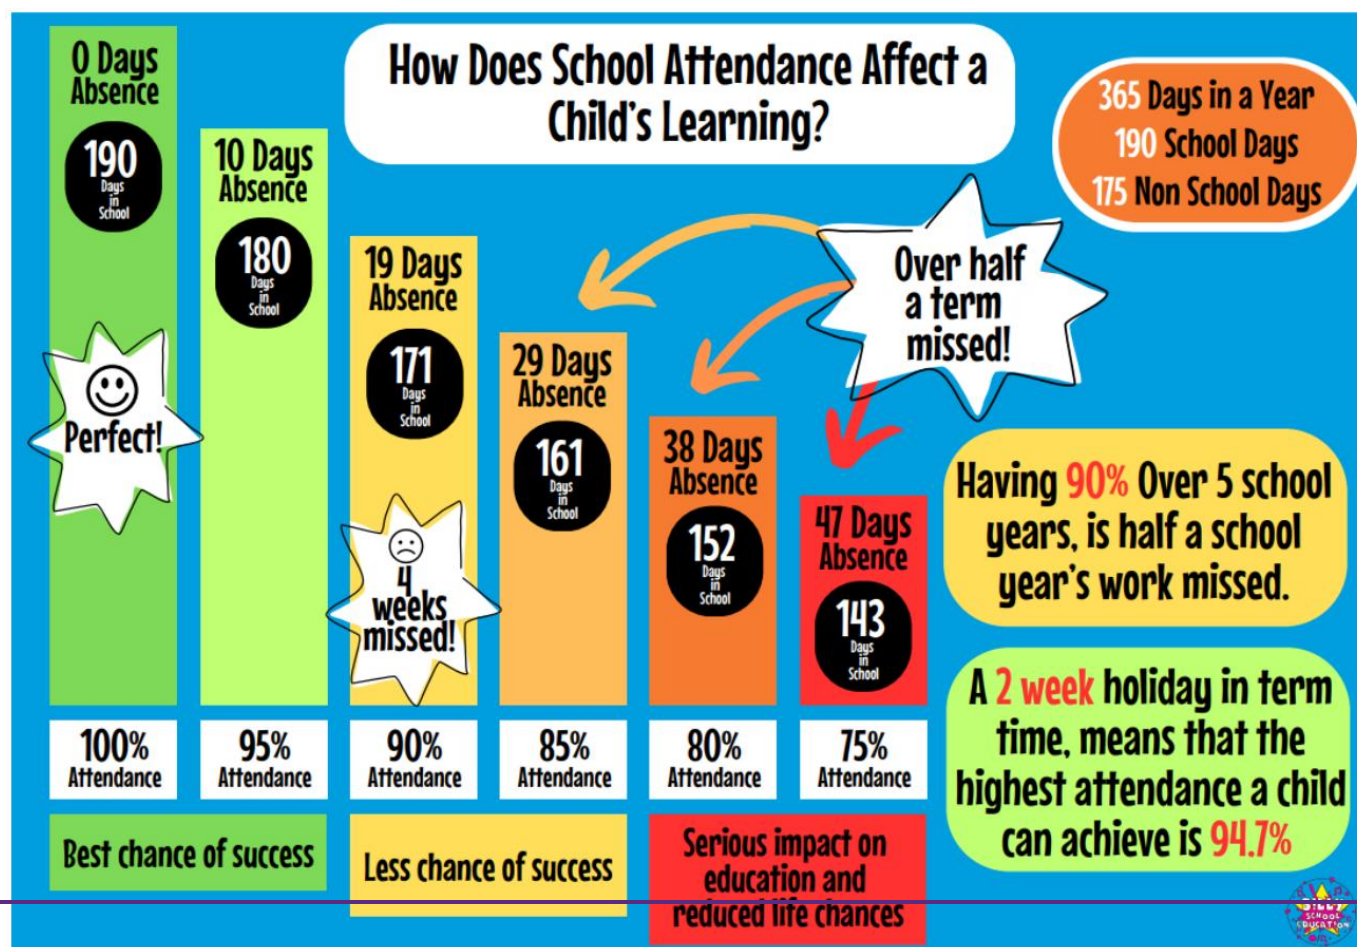 How Does School Attendance Affect a
Child's Learning?
365 Days in a Year
190 School Days
175 Non School Days
0 Days
Absence
190
Days
in
School
Perfect!
100%
Attendance
10 Days
Absence
180
Days
in
School
95%
Attendance
Best chance of success
19 Days
Absence
171
Days
in
School
4
weeks
missed!
90%
Attendance
29 Days
Absence
161
Days
in
School
85%
Attendance
Less chance of success
38 Days
Absence
152
Days
in
School
80%
Attendance
47 Days
Absence
143
Days
in
School
75%
Attendance
Serious impact on
education and
reduced life chances
Over half
a term
missed!
Having 90% Over 5 school
years, is half a school
year's work missed.
A 2 week holiday in term
time, means that the
highest attendance a child
can achieve is 94.7%
SCHOOL
EDUCATION